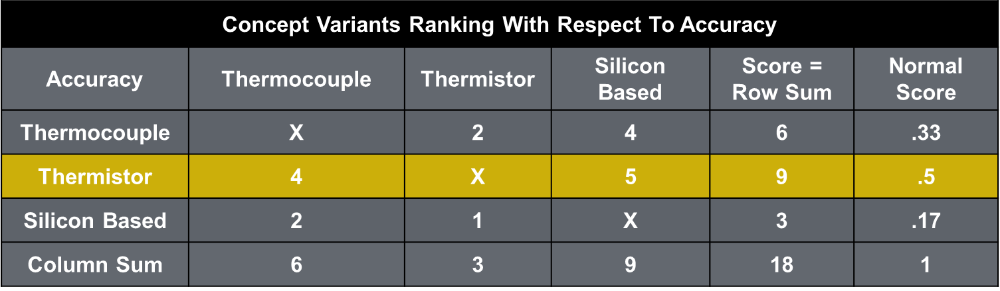 Concept Variants Ranking With Respect To Accuracy
Accuracy Thermocouple Thermistor Silicon Based Score = Row Sum Normal Score
Thermocouple X 2 4 6 .33
Thermistor 4 X 5 9 .5
Silicon Based 2 1 X 3 .17
Column Sum 6 3 9 18 1